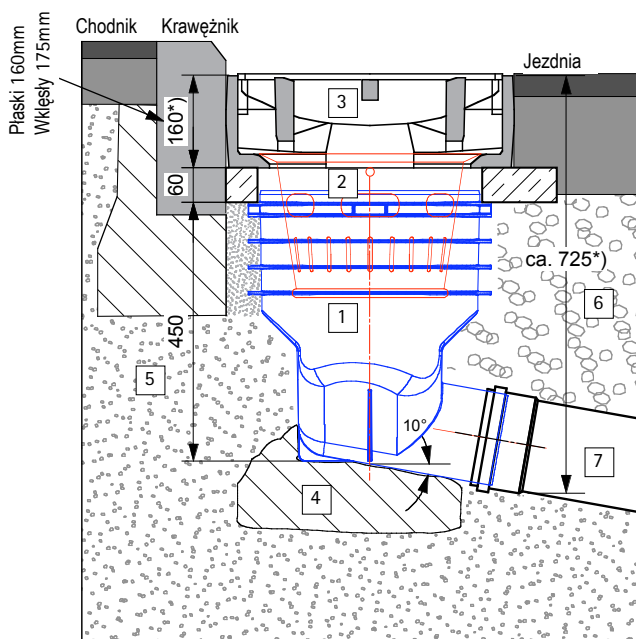 Chodnik
Krawężnik
Jezdnia
Płaski 160mm
Wklęsły 175mm
160*)
3
60
2
ca. 725*)
6
450
1
5
10°
7
4